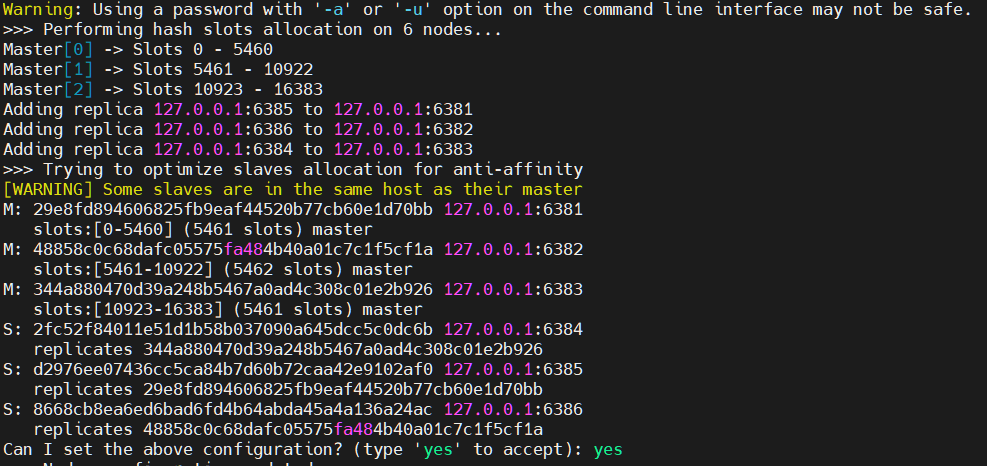 Warning: Using a password with '-a' or '-u' option on the command line interface may not be safe.
>>> Performing hash slots allocation on 6 nodes...
Master[0] -> Slots 0 - 5460
Master[1] -> Slots 5461 - 10922
Master[2] -> Slots 10923 - 16383
Adding replica 127.0.0.1:6385 to 127.0.0.1:6381
Adding replica 127.0.0.1:6386 to 127.0.0.1:6382
Adding replica 127.0.0.1:6384 to 127.0.0.1:6383
>>> Trying to optimize slaves allocation for anti-affinity
[WARNING] Some slaves are in the same host as their master
M: 29e8fd894606825fb9eaf44520b77cb60e1d70bb 127.0.0.1:6381
slots:[0-5460] (5461 slots) master
M: 48858c0c68dafc05575fa484b40a01c7c1f5cf1a 127.0.0.1:6382
slots:[5461-10922] (5462 slots) master
M: 344a880470d39a248b5467a0ad4c308c01e2b926 127.0.0.1:6383
slots:[10923-16383] (5461 slots) master
S: 2fc52f84011e51d1b58b037090a645dcc5c0dc6b 127.0.0.1:6384
replicates 344a880470d39a248b5467a0ad4c308c01e2b926
S: d2976ee07436cc5ca84b7d60b72caa42e9102af0 127.0.0.1:6385
replicates 29e8fd894606825fb9eaf44520b77cb60e1d70bb
S: 8668cb8ea6ed6bad6fd4b64abda45a4a136a24ac 127.0.0.1:6386
replicates 48858c0c68dafc05575fa484b40a01c7c1f5cf1a
Can I set the above configuration? (type 'yes' to accept): yes